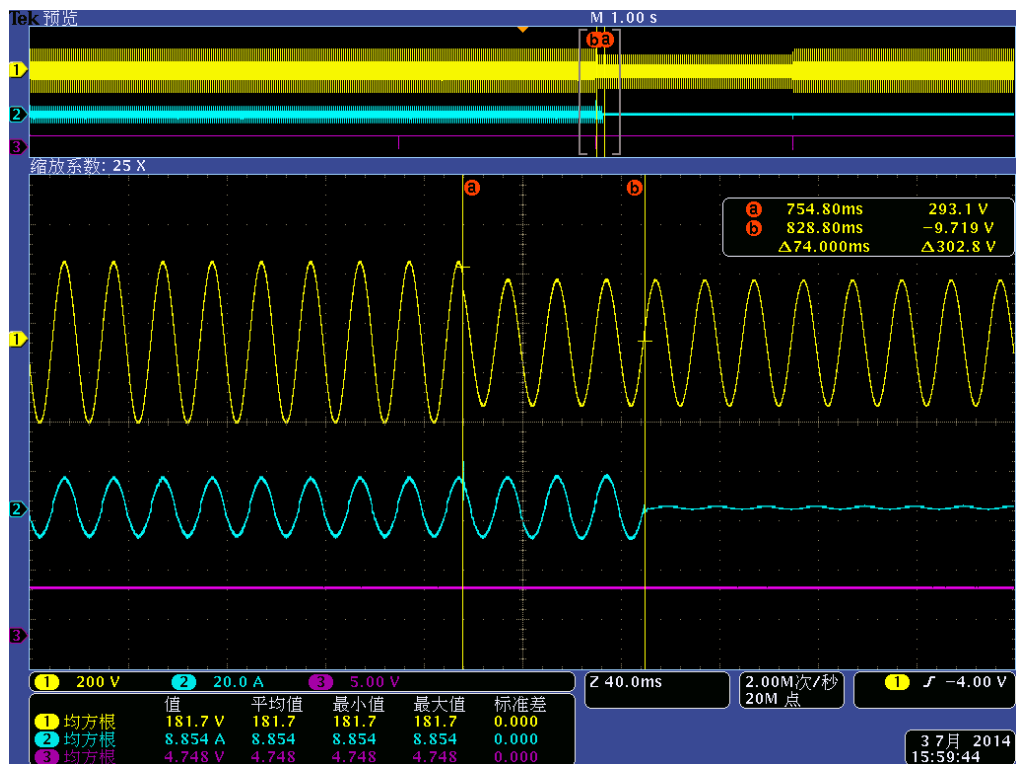 Tek 预览 M 1.00 s
b a
1
2
3
缩放系数: 25 X
a b
a 754.80ms 293.1 V
b 828.80ms −9.719 V
Δ74.000ms Δ302.8 V
1
2
3
1 200 V 2 20.0 A 3 5.00 V
Z 40.0ms
2.00M次/秒
20M 点
1 ∫ −4.00 V
值 平均值 最小值 最大值 标准差
1 均方根 181.7 V 181.7 181.7 181.7 0.000
2 均方根 8.854 A 8.854 8.854 8.854 0.000
3 均方根 4.748 V 4.748 4.748 4.748 0.000
3 7月 2014
15:59:44